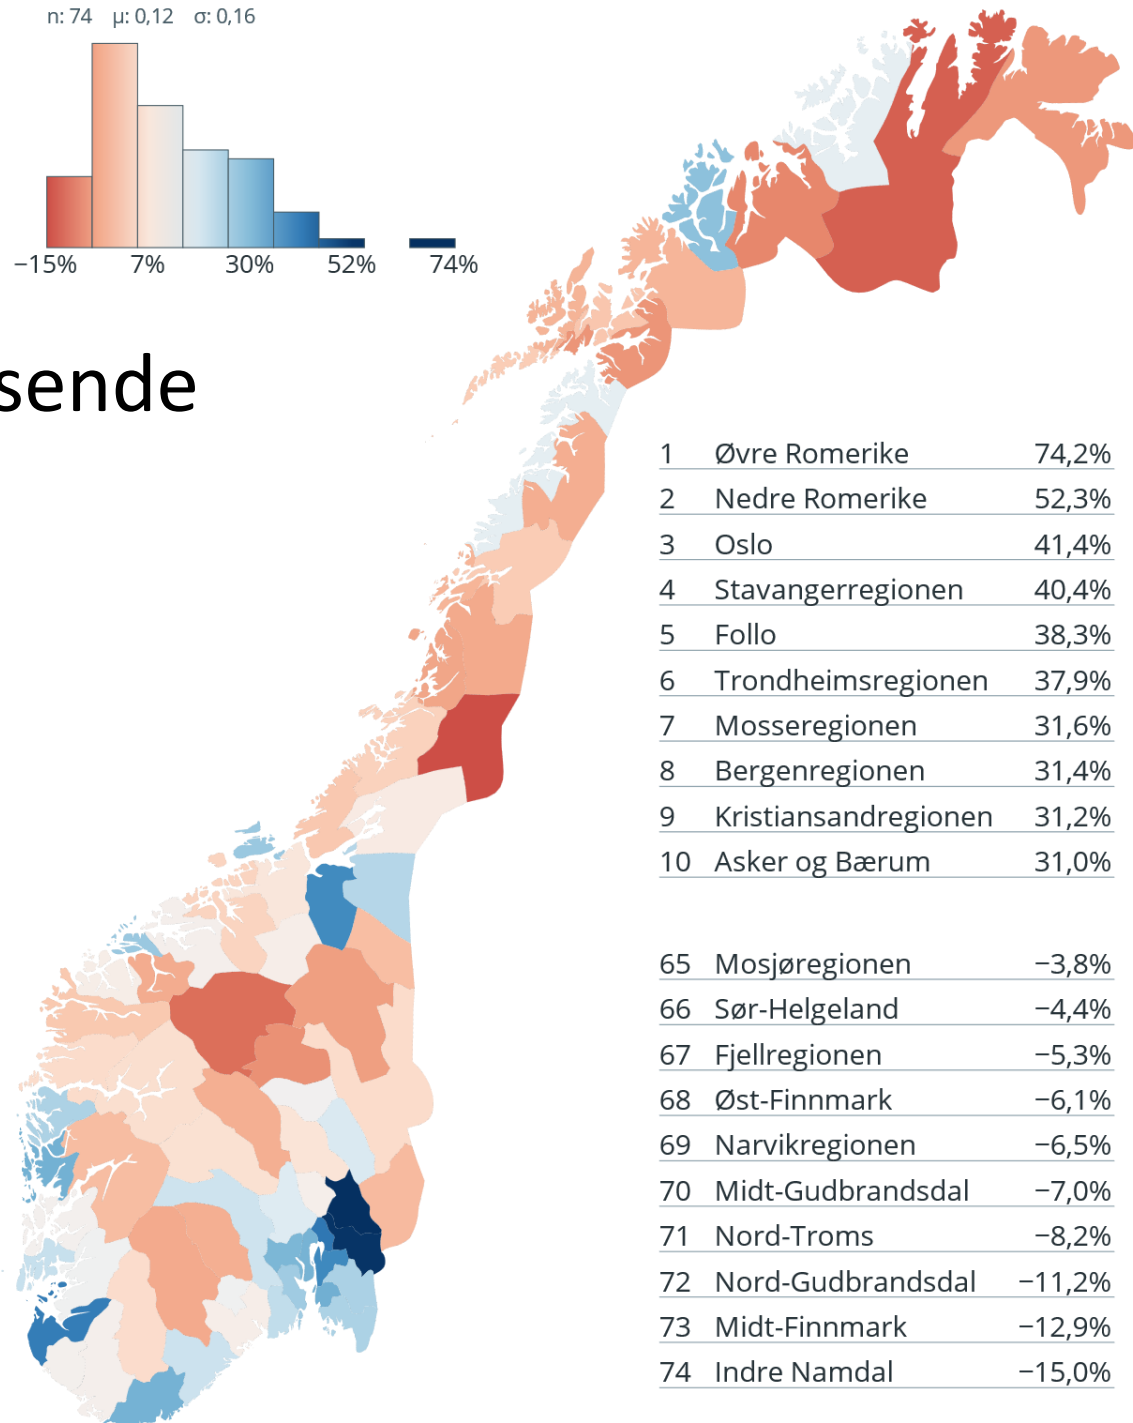 n: 74 μ: 0,12 σ: 0,16
−15% 7% 30% 52% 74%
sende
1 Øvre Romerike 74,2%
2 Nedre Romerike 52,3%
3 Oslo 41,4%
4 Stavangerregionen 40,4%
5 Follo 38,3%
6 Trondheimsregionen 37,9%
7 Mosseregionen 31,6%
8 Bergenregionen 31,4%
9 Kristiansandregionen 31,2%
10 Asker og Bærum 31,0%
65 Mosjøregionen −3,8%
66 Sør-Helgeland −4,4%
67 Fjellregionen −5,3%
68 Øst-Finnmark −6,1%
69 Narvikregionen −6,5%
70 Midt-Gudbrandsdal −7,0%
71 Nord-Troms −8,2%
72 Nord-Gudbrandsdal −11,2%
73 Midt-Finnmark −12,9%
74 Indre Namdal −15,0%